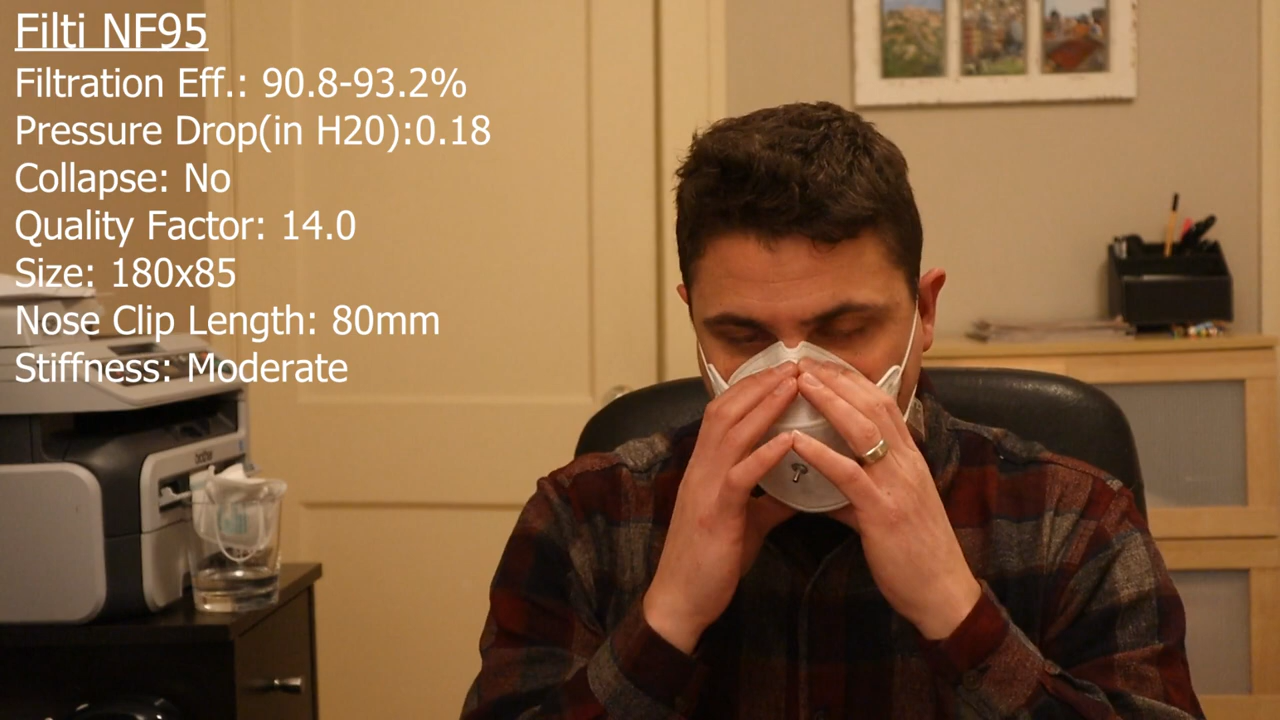 Filti NF95
Filtration Eff.: 90.8-93.2%
Pressure Drop(in H20):0.18
Collapse: No
Quality Factor: 14.0
Size: 180x85
Nose Clip Length: 80mm
Stiffness: Moderate
brother